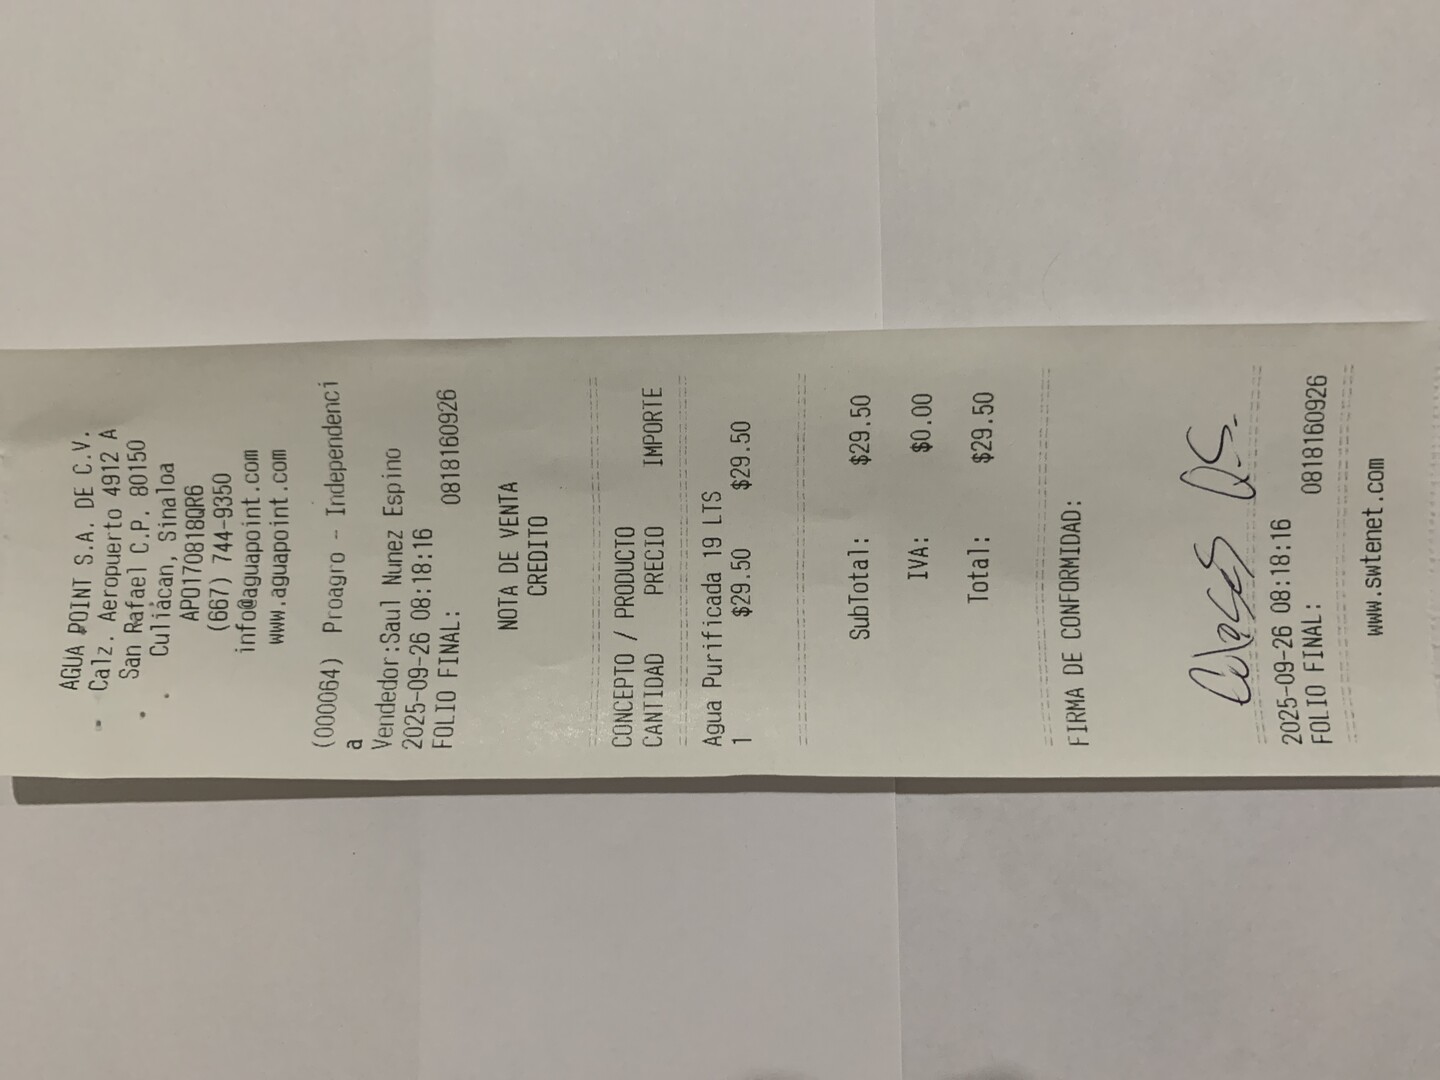 AGUA POINT S.A. DE C.V.
Calz. Aeropuerto 4912 A
San Rafael C.P. 80150
Culiácan, Sinaloa
APO170818QR6
(667) 744-9350
info@aguapoint.com
www.aguapoint.com
(000064) Proagro - Independenci
a
Vendedor:Saul Nunez Espino
2025-09-26 08:18:16
FOLIO FINAL: 0818160926
NOTA DE VENTA
CREDITO
CONCEPTO / PRODUCTO
CANTIDAD PRECIO IMPORTE
Agua Purificada 19 LTS
1 $29.50 $29.50
SubTotal: $29.50
IVA: $0.00
Total: $29.50
FIRMA DE CONFORMIDAD:
2025-09-26 08:18:16
FOLIO FINAL: 0818160926
www.swtenet.com